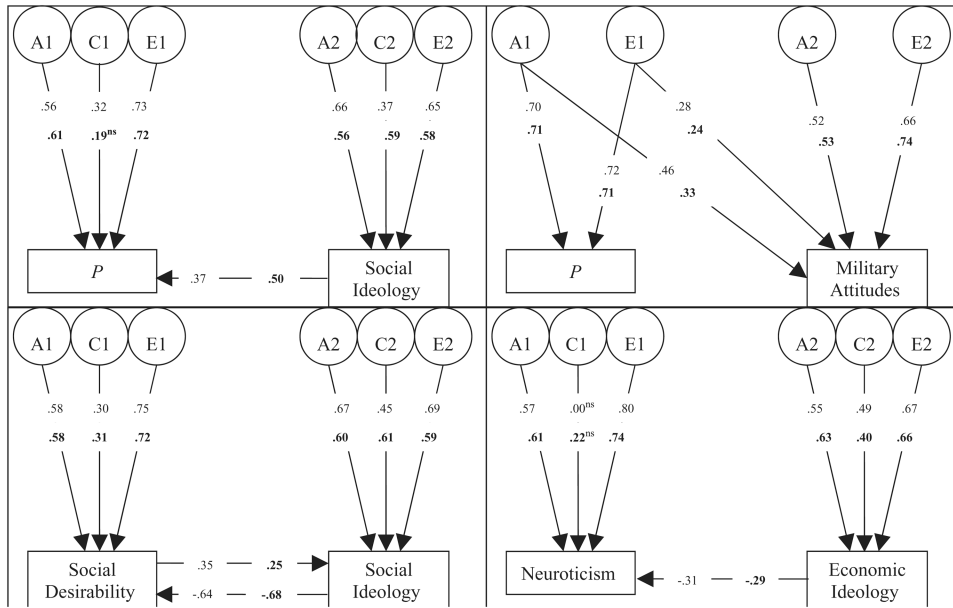 A1 C1 E1 A2 C2 E2
.56 .32 .73 .66 .37 .65
.61 .19ns .72 .56 .59 .58
P
.37 .50
Social
Ideology
A1 E1 A2 E2
.70 .28 .52 .66
.71 .24 .53 .74
.72 .46
.71 .33
P
Military
Attitudes
A1 C1 E1 A2 C2 E2
.58 .30 .75 .67 .45 .69
.58 .31 .72 .60 .61 .59
Social
Desirability
.35 .25
-.64 -.68
Social
Ideology
A1 C1 E1 A2 C2 E2
.57 .00ns .80 .55 .49 .67
.61 .22ns .74 .63 .40 .66
Neuroticism
-.31 -.29
Economic
Ideology